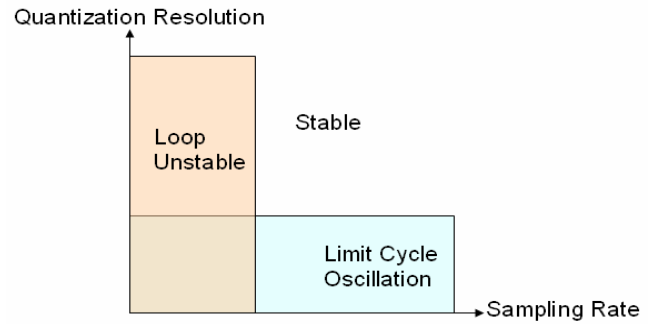 Quantization Resolution
Stable
Loop
Unstable
Limit Cycle
Oscillation
Sampling Rate